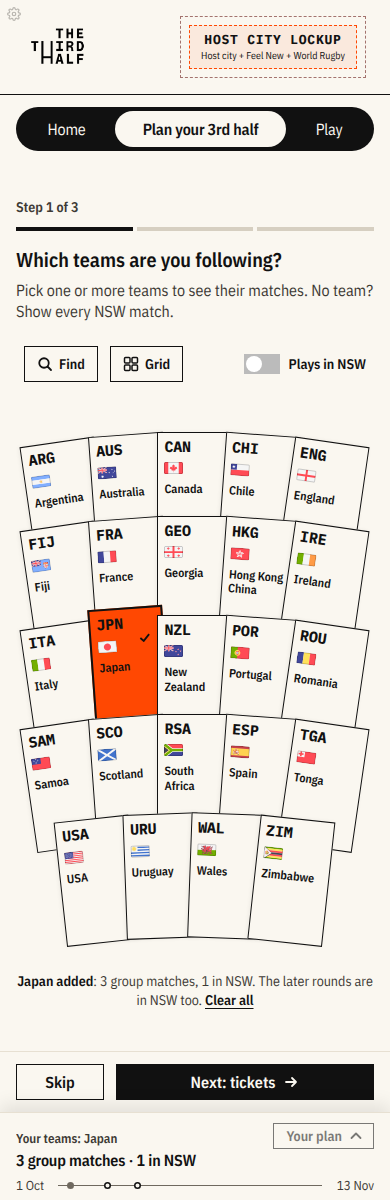 THE
THIRD
HALF
HOST CITY LOCKUP
Host city + Feel New + World Rugby
Home
Plan your 3rd half
Play
Step 1 of 3
Which teams are you following?
Pick one or more teams to see their matches. No team?
Show every NSW match.
Find
Grid
Plays in NSW
ARG
Argentina
AUS
Australia
CAN
Canada
CHI
Chile
ENG
England
FIJ
Fiji
FRA
France
GEO
Georgia
HKG
Hong Kong
China
IRE
Ireland
ITA
Italy
JPN
Japan
NZL
New
Zealand
POR
Portugal
ROU
Romania
SAM
Samoa
SCO
Scotland
RSA
South
Africa
ESP
Spain
TGA
Tonga
USA
USA
URU
Uruguay
WAL
Wales
ZIM
Zimbabwe
Japan added: 3 group matches, 1 in NSW. The later rounds are
in NSW too. Clear all
Skip
Next: tickets
Your teams: Japan
Your plan
3 group matches · 1 in NSW
1 Oct
13 Nov